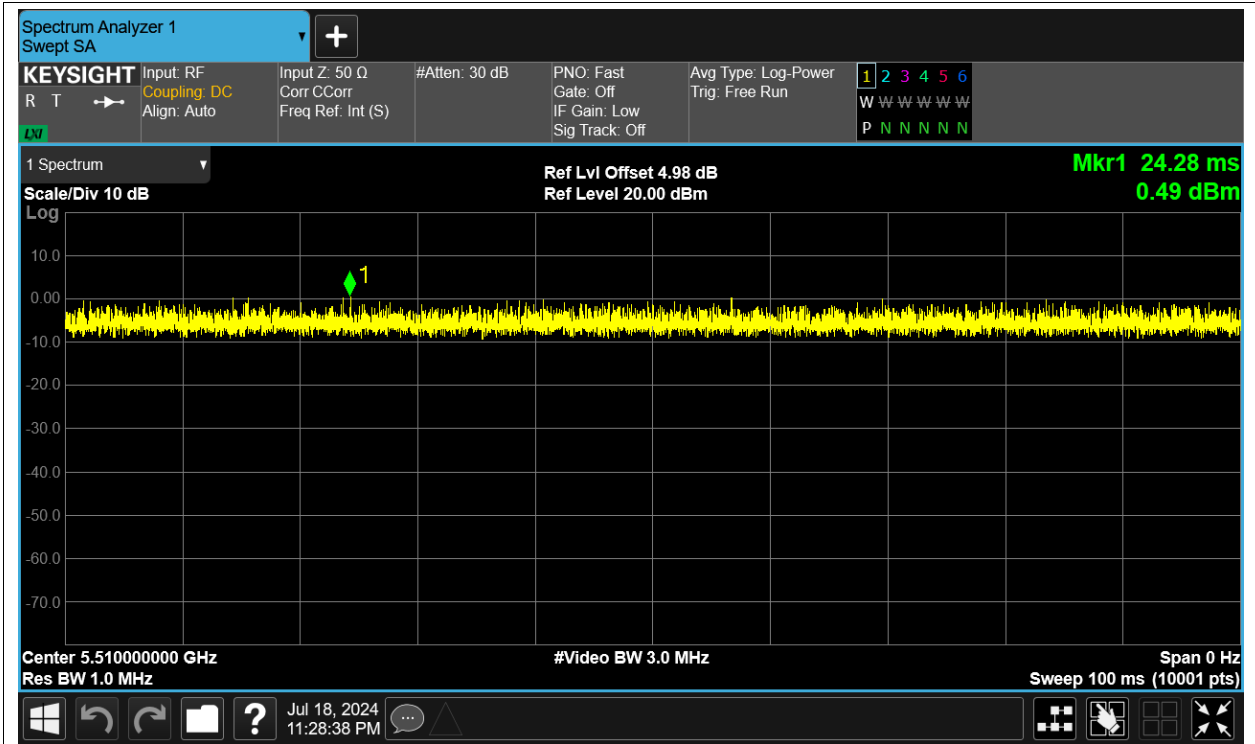 Spectrum Analyzer 1
Swept SA
KEYSIGHT
R T
LXI
Input: RF
Coupling: DC
Align: Auto
Input Z: 50 Ω
Corr CCorr
Freq Ref: Int (S)
#Atten: 30 dB
PNO: Fast
Gate: Off
IF Gain: Low
Sig Track: Off
Avg Type: Log-Power
Trig: Free Run
1 2 3 4 5 6
W W W W W W
P N N N N N
1 Spectrum
Scale/Div 10 dB
Ref Lvl Offset 4.98 dB
Ref Level 20.00 dBm
Mkr1 24.28 ms
0.49 dBm
Log
10.0
0.00
-10.0
-20.0
-30.0
-40.0
-50.0
-60.0
-70.0
1
Center 5.510000000 GHz
Res BW 1.0 MHz
#Video BW 3.0 MHz
Span 0 Hz
Sweep 100 ms (10001 pts)
?
Jul 18, 2024
11:28:38 PM